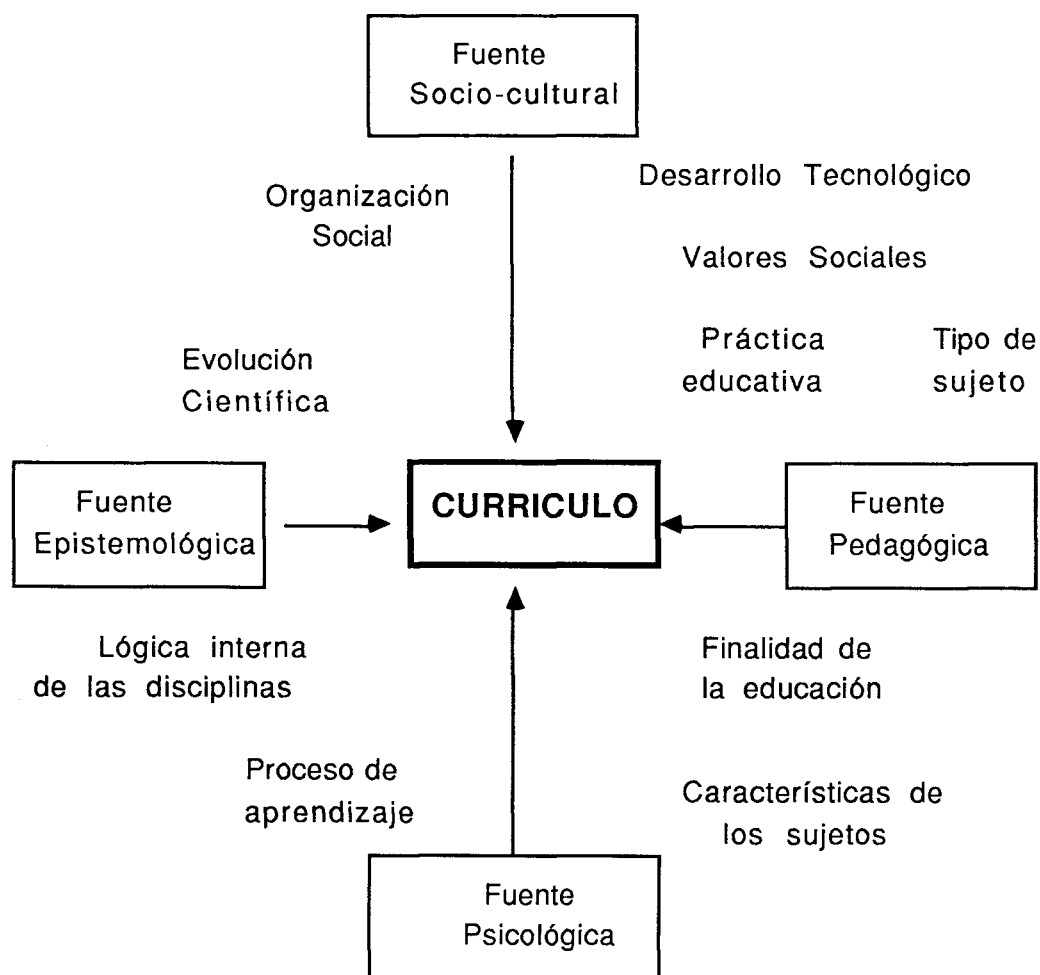 Fuente
Socio-cultural
Organización
Social
Desarrollo Tecnológico
Valores Sociales
Práctica
educativa
Tipo de
sujeto
Evolución
Científica
Fuente
Epistemológica
CURRICULO
Fuente
Pedagógica
Lógica interna
de las disciplinas
Finalidad de
la educación
Proceso de
aprendizaje
Características de
los sujetos
Fuente
Psicológica